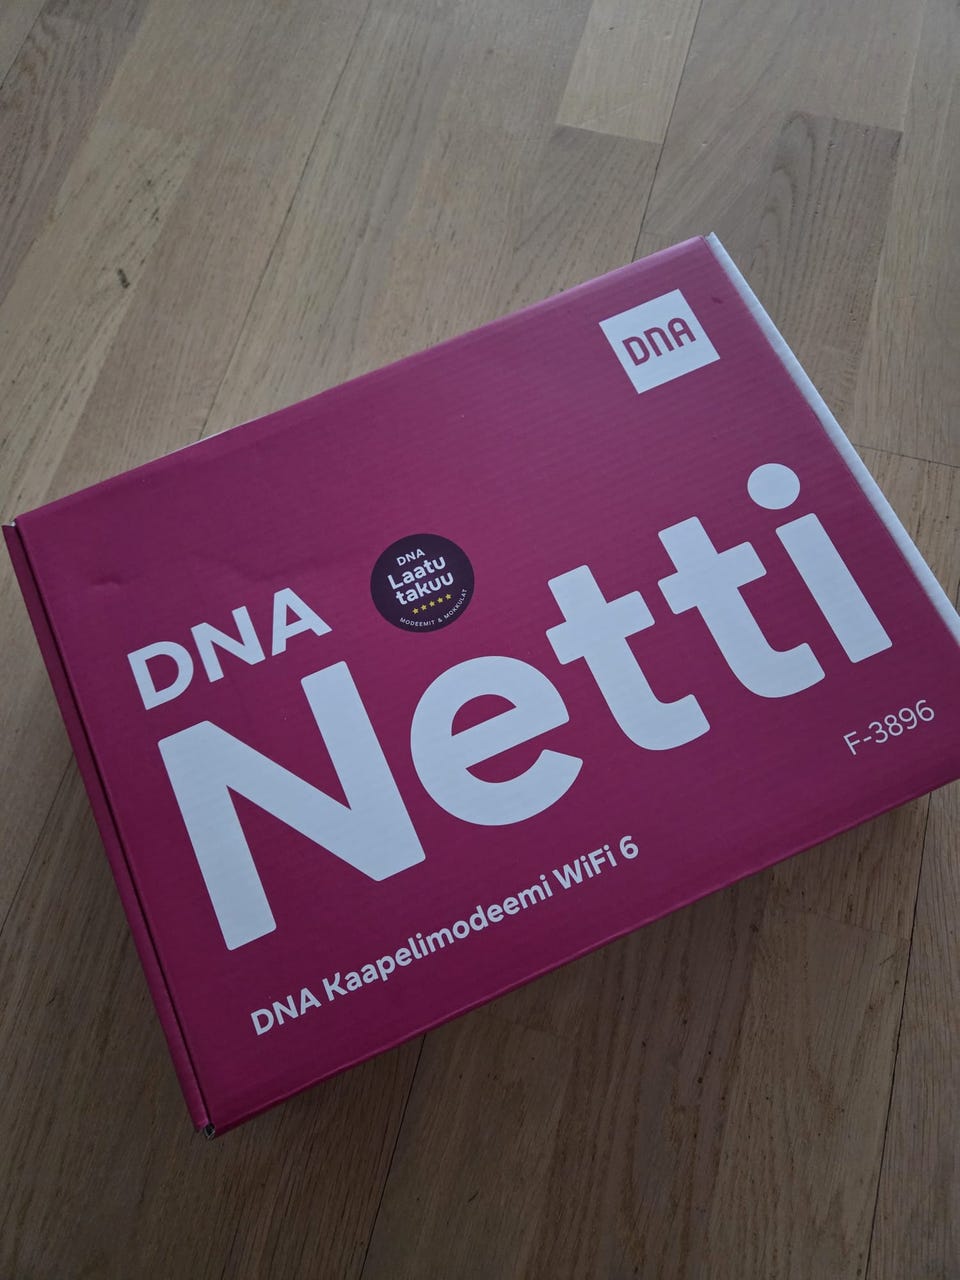 DNA
DNA
Laatu
takuu
MODEEMIT & MOKKULAT
DNA
Netti
F-3896
DNA Kaapelimodeemi WiFi 6